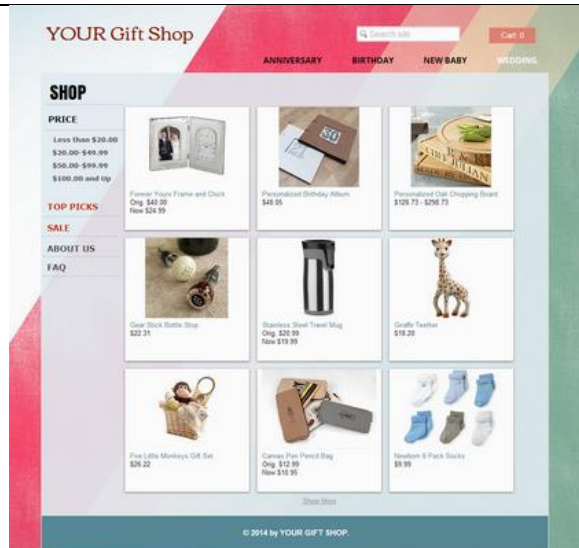 YOUR Gift Shop
Search site
Cart: 0
ANNIVERSARY BIRTHDAY NEW BABY WEDDING
SHOP
PRICE
Less than $20.00
$20.00-$49.99
$50.00-$99.99
$100.00 and Up
TOP PICKS
SALE
ABOUT US
FAQ
Forever Yours Frame and Clock
Orig. $40.00
Now $24.99
Personalized Birthday Album
$48.05
Personalized Oak Chopping Board
$128.73 - $298.73
Gear Stick Bottle Stop
$22.31
Stainless Steel Travel Mug
Orig. $20.99
Now $19.99
Giraffe Teether
$18.20
Five Little Monkeys Gift Set
$26.22
Canvas Pen Pencil Bag
Orig. $12.99
Now $10.95
Newborn 6 Pack Socks
$9.99
Show More
© 2014 by YOUR GIFT SHOP.